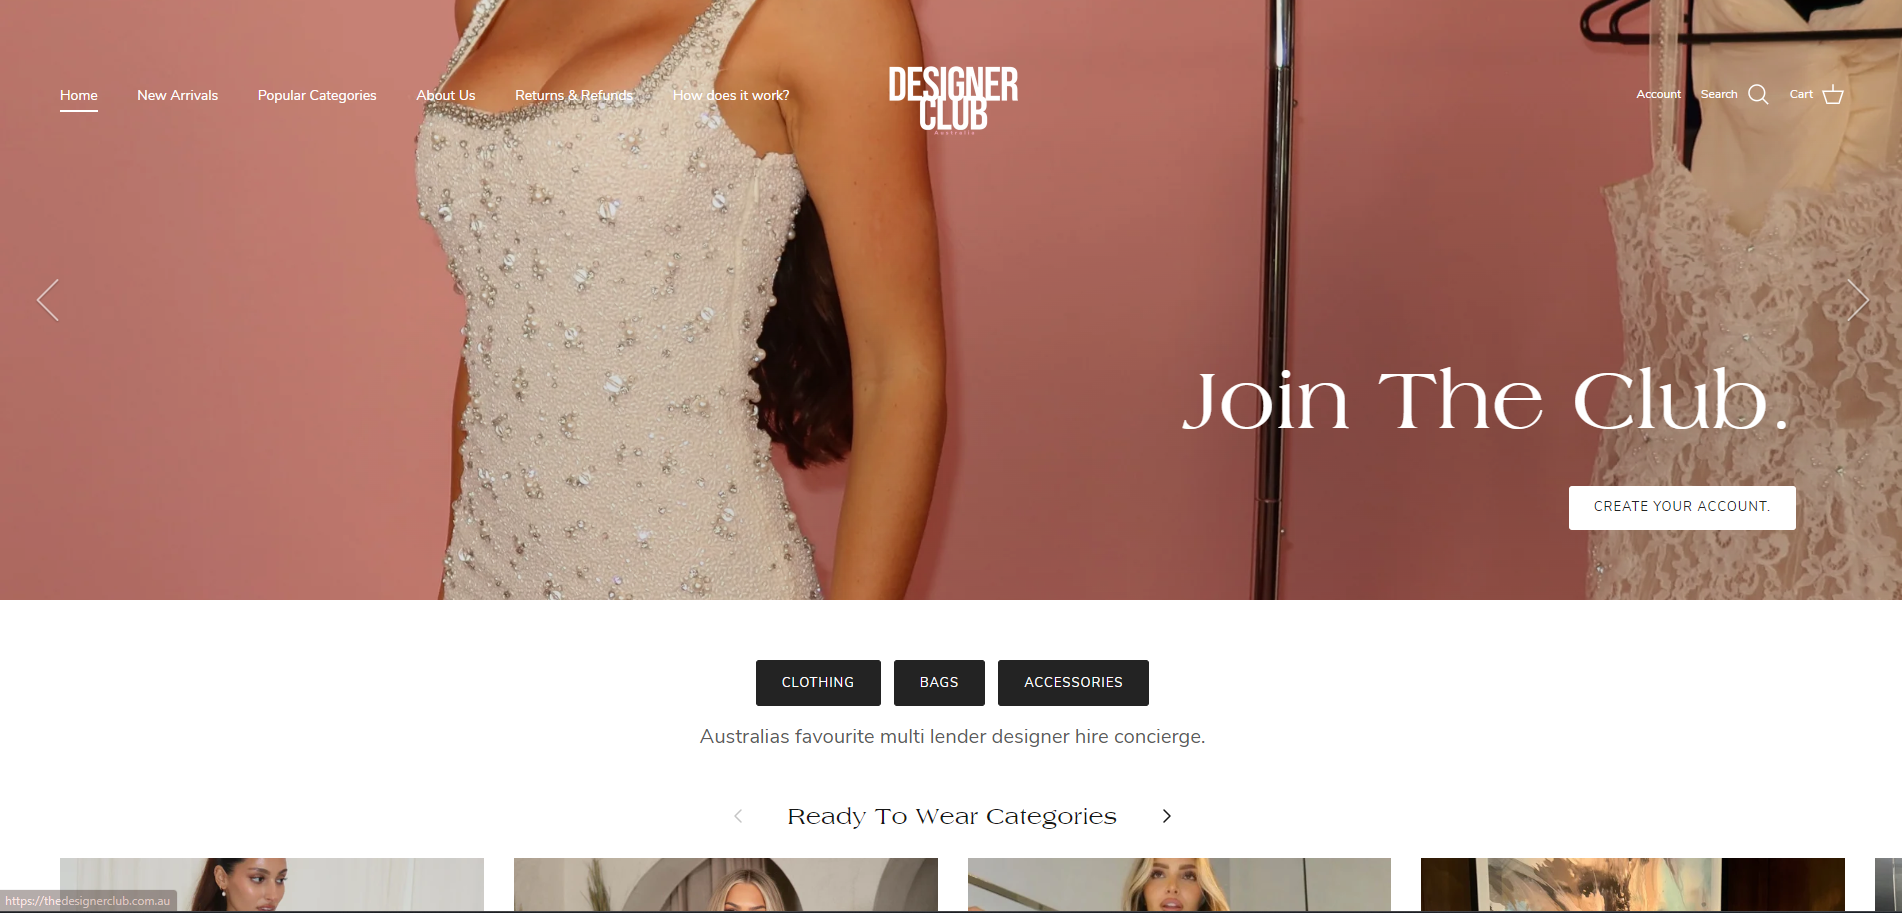 Home New Arrivals Popular Categories About Us Returns & Refunds How does it work?
DESIGNER
CLUB
Australia
Account Search Cart
Join The Club.
CREATE YOUR ACCOUNT.
CLOTHING BAGS ACCESSORIES
Australias favourite multi lender designer hire concierge.
Ready To Wear Categories
https://thedesignerclub.com.au